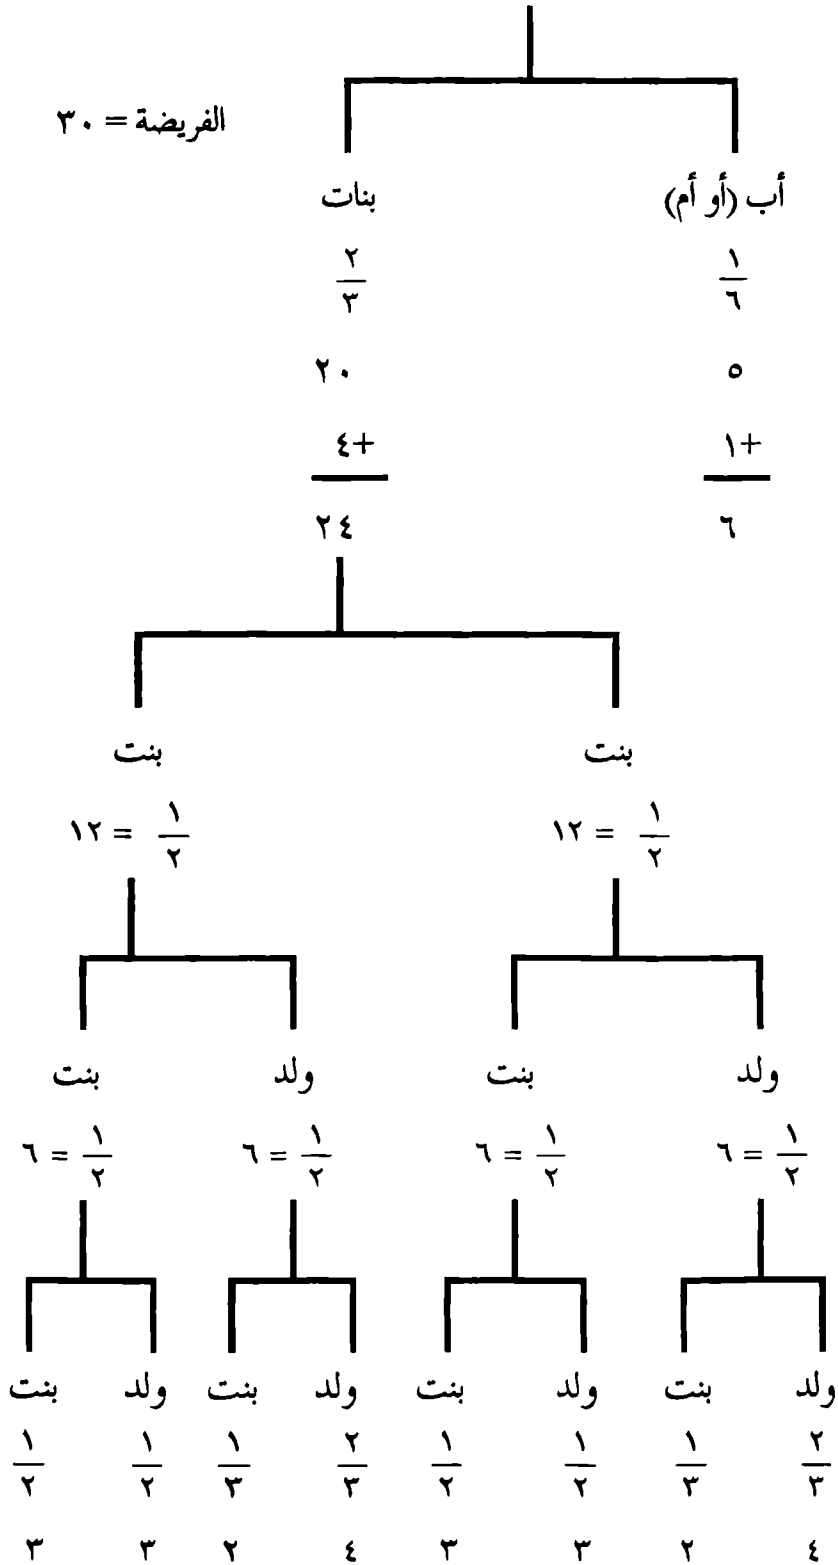 الفريضة = ٣٠
أب (أو أم) بنات
١/٦ ٢/٣
٥ ٢٠
+١ +٤
٦ ٢٤
بنت بنت
١/٢ = ١٢ ١/٢ = ١٢
ولد بنت ولد بنت
١/٢ = ٦ ١/٢ = ٦ ١/٢ = ٦ ١/٢ = ٦
ولد بنت ولد بنت ولد بنت ولد بنت
٢/٣ ١/٣ ١/٢ ١/٢ ٢/٣ ١/٣ ١/٢ ١/٢
٤ ٢ ٣ ٣ ٤ ٢ ٣ ٣